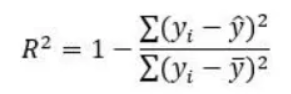 R² = 1 − Σ(yᵢ − ŷ)² / Σ(yᵢ − ȳ)²